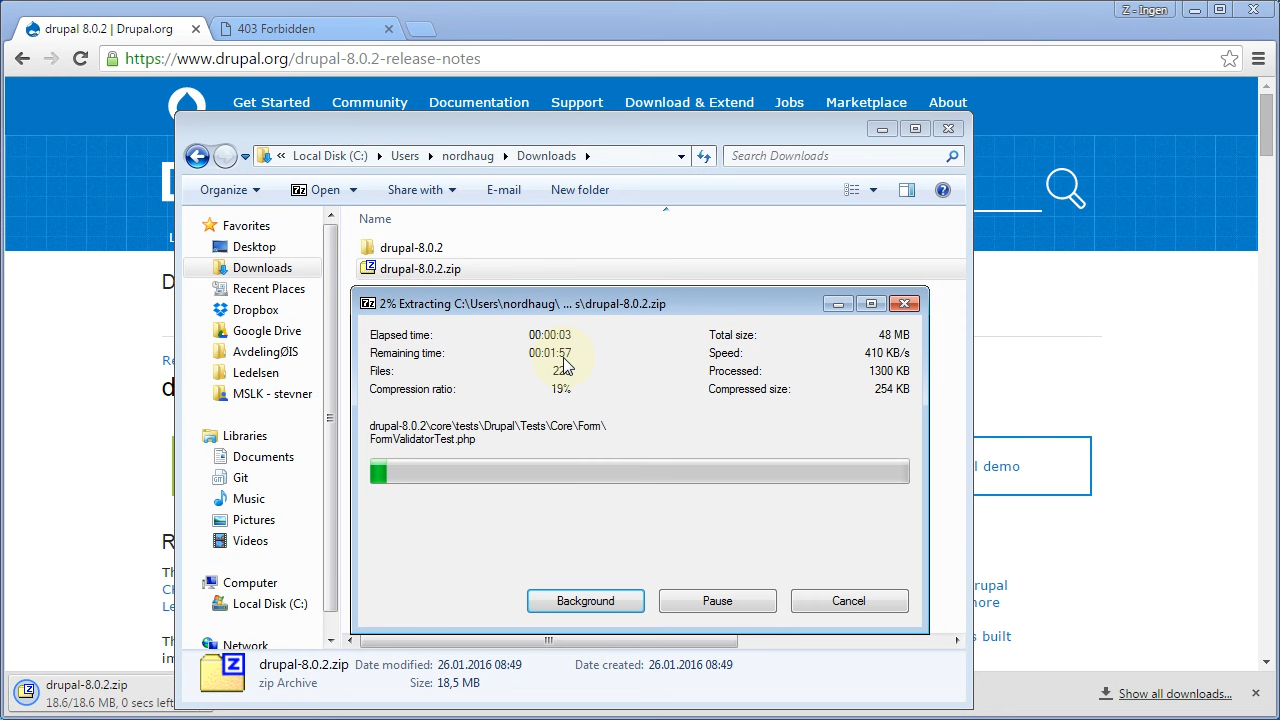 Z - Ingen
drupal 8.0.2 | Drupal.org
403 Forbidden
https://www.drupal.org/drupal-8.0.2-release-notes
Get Started Community Documentation Support Download & Extend Jobs Marketplace About
« Local Disk (C:) Users nordhaug Downloads
Search Downloads
Organize Open Share with E-mail New folder
Name
drupal-8.0.2
drupal-8.0.2.zip
Favorites
Desktop
Downloads
Recent Places
Dropbox
Google Drive
AvdelingØIS
Ledelsen
MSLK - stevner
Libraries
Documents
Git
Music
Pictures
Videos
Computer
Local Disk (C:)
Network
2% Extracting C:\Users\nordhaug\ ... s\drupal-8.0.2.zip
Elapsed time: 00:00:03 Total size: 48 MB
Remaining time: 00:01:57 Speed: 410 KB/s
Files: Processed: 1300 KB
Compression ratio: 19% Compressed size: 254 KB
drupal-8.0.2\core\tests\Drupal\Tests\Core\Form\
FormValidatorTest.php
Background Pause Cancel
drupal-8.0.2.zip Date modified: 26.01.2016 08:49 Date created: 26.01.2016 08:49
zip Archive Size: 18,5 MB
demo
more
s built
drupal-8.0.2.zip
18.6/18.6 MB, 0 secs left
Show all downloads...